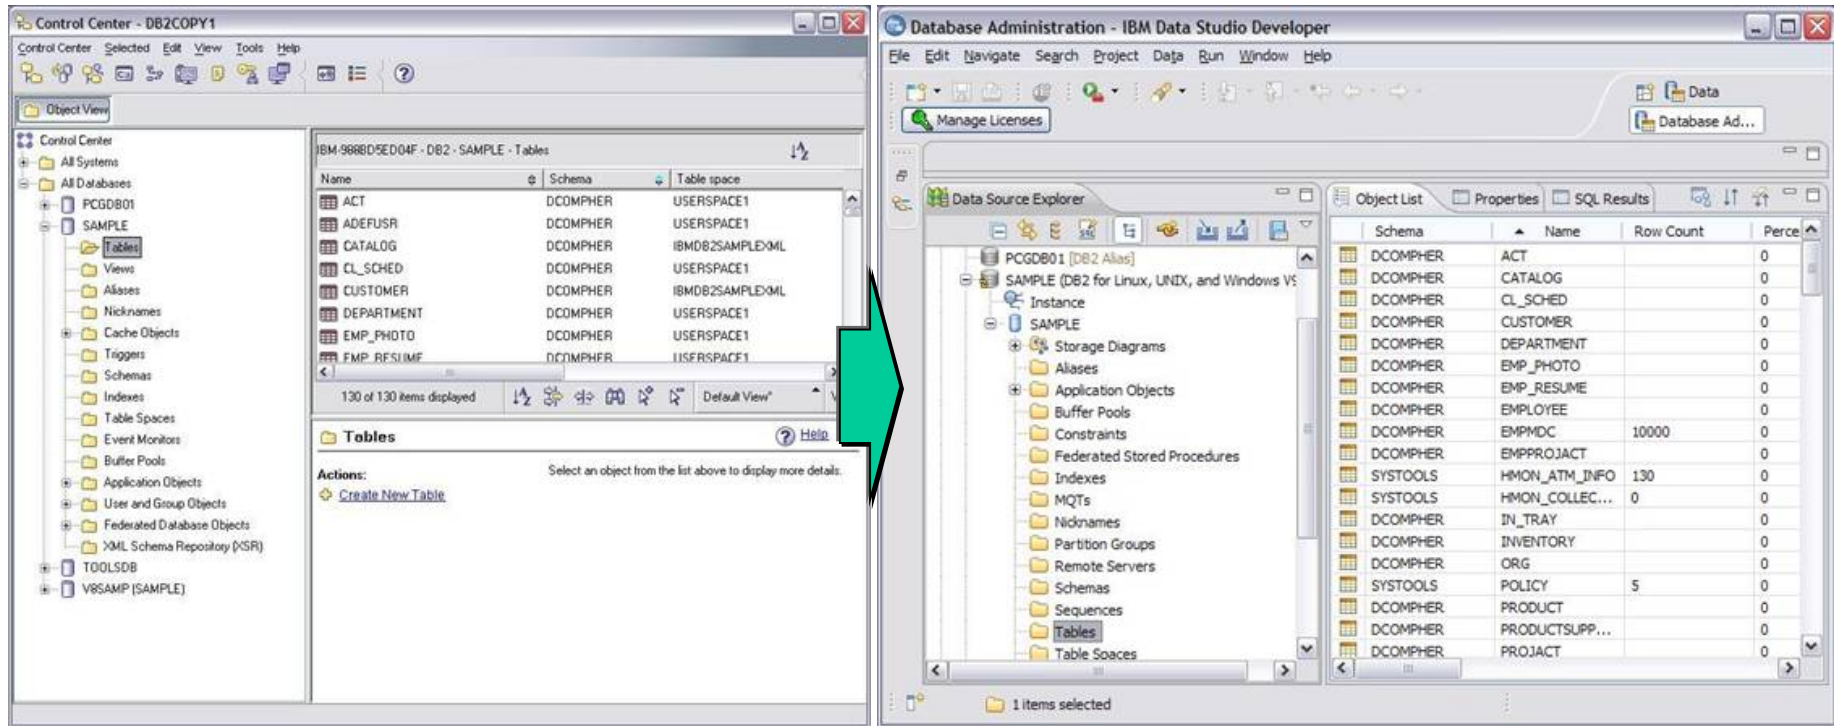 Control Center - DB2COPY1
Control Center Selected Edit View Tools Help
Object View
Control Center
All Systems
All Databases
PCGDB01
SAMPLE
Tables
Views
Aliases
Nicknames
Cache Objects
Triggers
Schemas
Indexes
Table Spaces
Event Monitors
Buffer Pools
Application Objects
User and Group Objects
Federated Database Objects
XML Schema Repository (XSR)
TOOLSDB
V8SAMP (SAMPLE)
IBM-988BD5ED04F - DB2 - SAMPLE - Tables
Name Schema Table space
ACT DCOMPHER USERSPACE1
ADEFUSR DCOMPHER USERSPACE1
CATALOG DCOMPHER IBMDB2SAMPLEXML
CL_SCHED DCOMPHER USERSPACE1
CUSTOMER DCOMPHER IBMDB2SAMPLEXML
DEPARTMENT DCOMPHER USERSPACE1
EMP_PHOTO DCOMPHER USERSPACE1
EMP_RESUME DCOMPHER USERSPACE1
130 of 130 items displayed Default View*
Tables Help
Actions: Select an object from the list above to display more details.
Create New Table
Database Administration - IBM Data Studio Developer
File Edit Navigate Search Project Data Run Window Help
Data
Manage Licenses
Database Ad...
Data Source Explorer
PCGDB01 [DB2 Alias]
SAMPLE (DB2 for Linux, UNIX, and Windows V9
Instance
SAMPLE
Storage Diagrams
Aliases
Application Objects
Buffer Pools
Constraints
Federated Stored Procedures
Indexes
MQTs
Nicknames
Partition Groups
Remote Servers
Schemas
Sequences
Tables
Table Spaces
Object List Properties SQL Results
Schema Name Row Count Perce
DCOMPHER ACT 0
DCOMPHER CATALOG 0
DCOMPHER CL_SCHED 0
DCOMPHER CUSTOMER 0
DCOMPHER DEPARTMENT 0
DCOMPHER EMP_PHOTO 0
DCOMPHER EMP_RESUME 0
DCOMPHER EMPLOYEE 0
DCOMPHER EMPMDC 10000 0
DCOMPHER EMPPROJACT 0
SYSTOOLS HMON_ATM_INFO 130 0
SYSTOOLS HMON_COLLEC... 0 0
DCOMPHER IN_TRAY 0
DCOMPHER INVENTORY 0
DCOMPHER ORG 0
SYSTOOLS POLICY 5 0
DCOMPHER PRODUCT 0
DCOMPHER PRODUCTSUPP... 0
DCOMPHER PROJACT 0
1 items selected